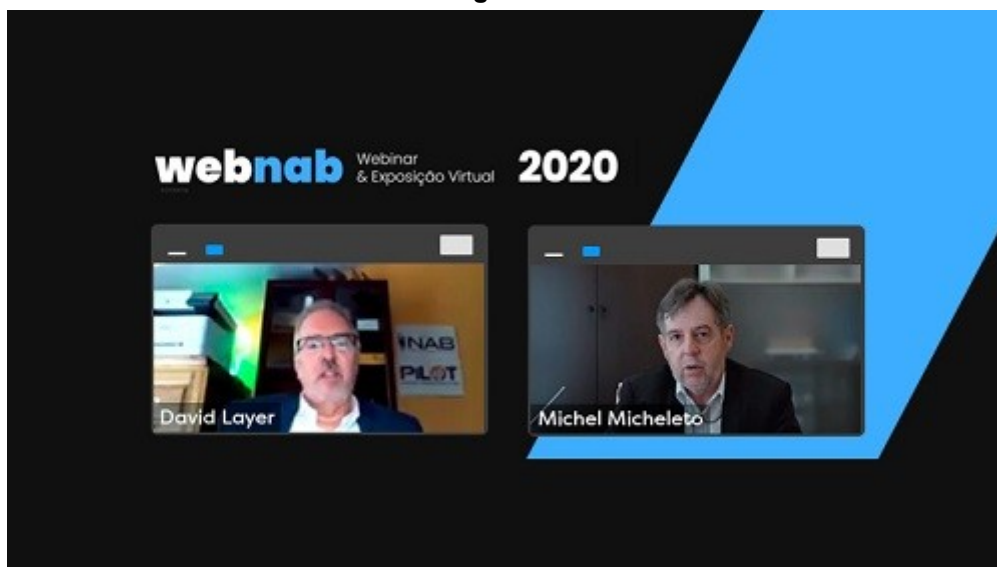 webnab Webinar
& Exposição Virtual 2020
NAB
PILOT
David Layer
Michel Micheleto